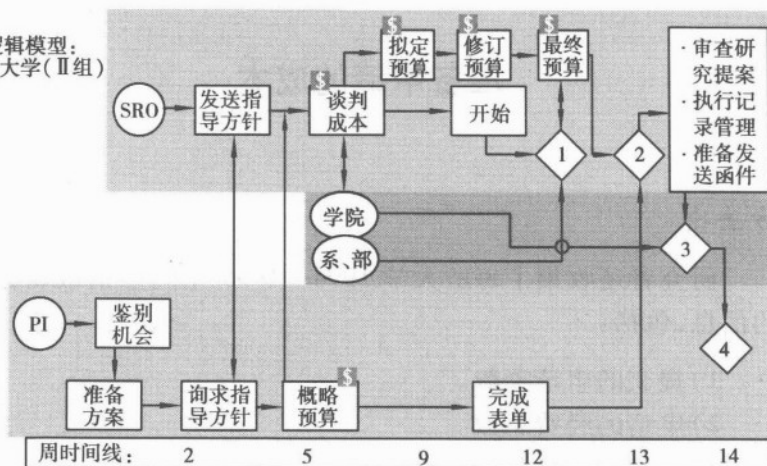 逻辑模型：
大学(Ⅱ组)
SRO
发送指
导方针
$
谈判
成本
$
拟定
预算
$
修订
预算
$
最终
预算
开始
1
2
· 审查研
究提案
· 执行记
录管理
· 准备发
送函件
学院
系、部
3
4
PI
鉴别
机会
准备
方案
询求指
导方针
$
概略
预算
完成
表单
周时间线： 2 5 9 12 13 14